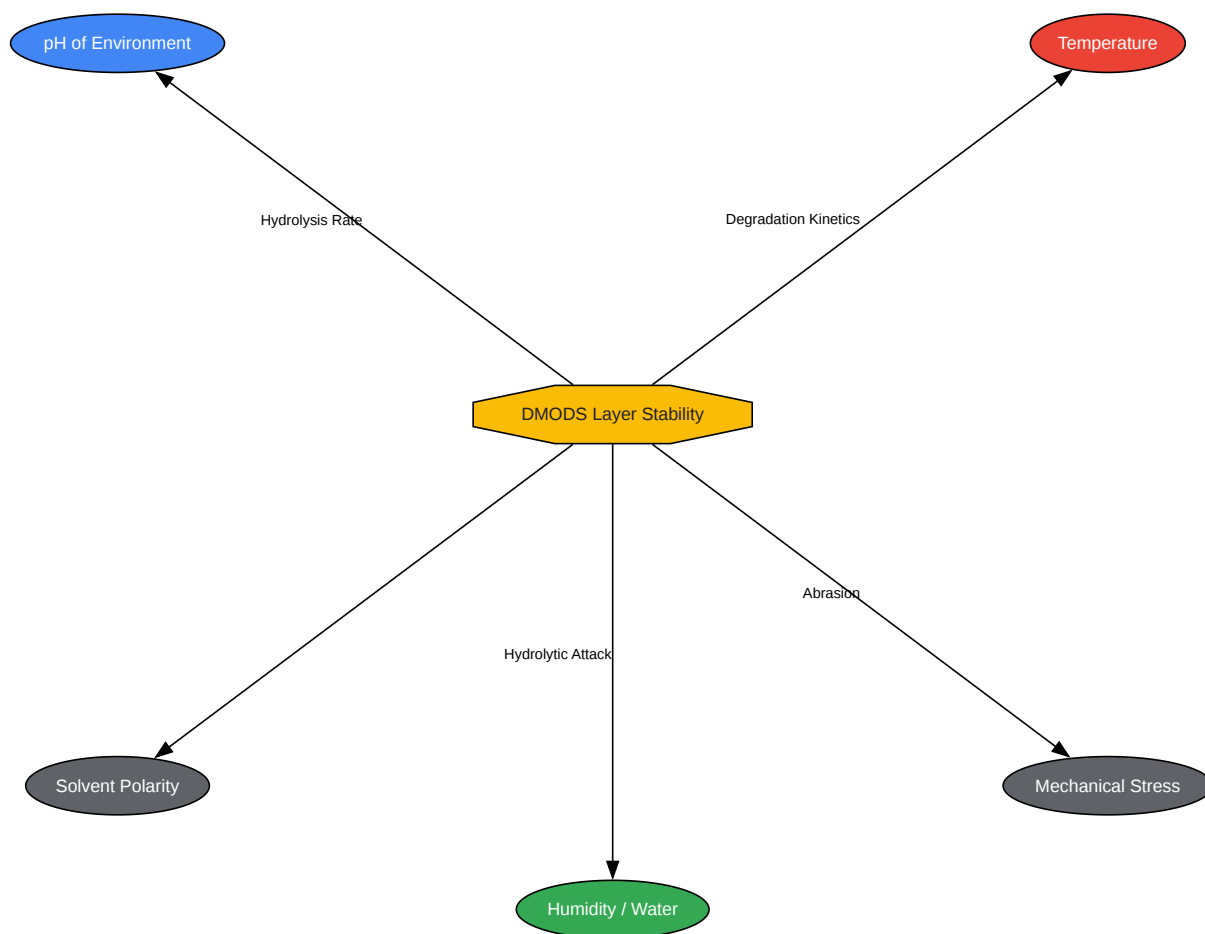 pH of Environment
Temperature
Hydrolysis Rate
Degradation Kinetics
DMODS Layer Stability
Abrasion
Hydrolytic Attack
Solvent Polarity
Mechanical Stress
Humidity / Water